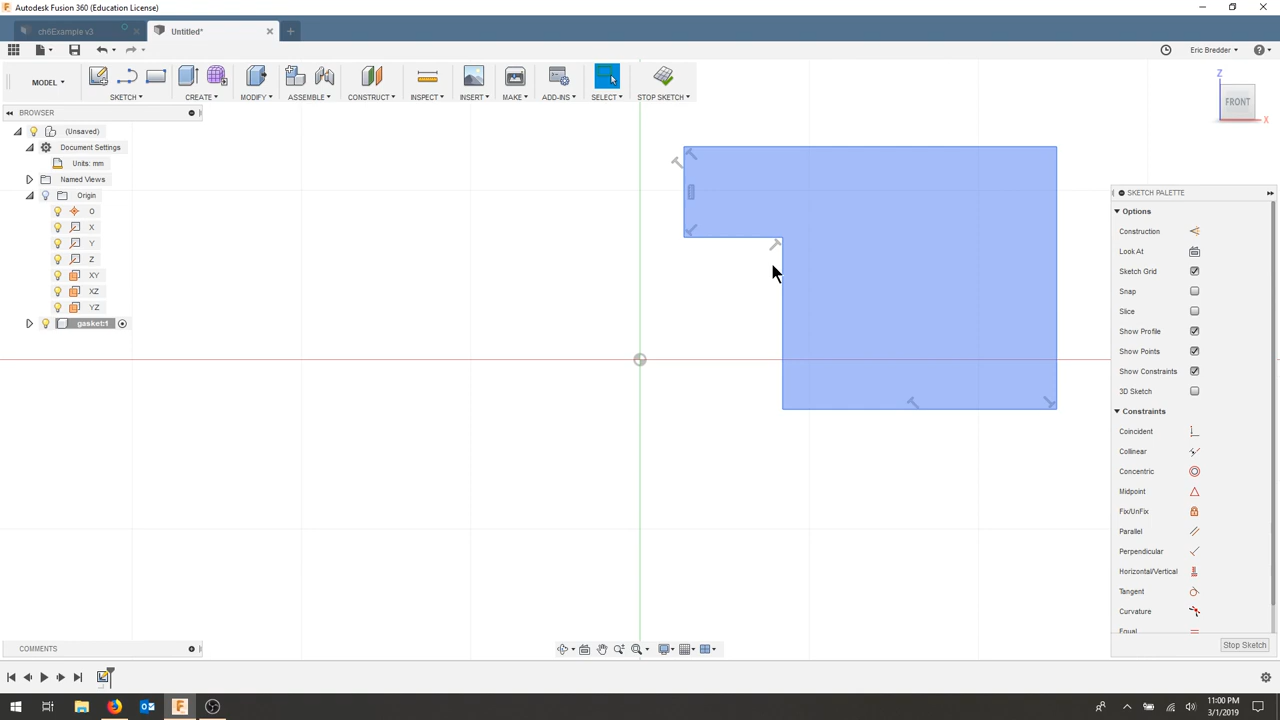 Autodesk Fusion 360 (Education License)
ch6Example v3
Untitled*
Eric Bredder
MODEL
SKETCH
CREATE
MODIFY
ASSEMBLE
CONSTRUCT
INSPECT
INSERT
MAKE
ADD-INS
SELECT
STOP SKETCH
BROWSER
(Unsaved)
Document Settings
Units: mm
Named Views
Origin
O
X
Y
Z
XY
XZ
YZ
gasket:1
Z
FRONT
X
SKETCH PALETTE
Options
Construction
Look At
Sketch Grid
Snap
Slice
Show Profile
Show Points
Show Constraints
3D Sketch
Constraints
Coincident
Collinear
Concentric
Midpoint
Fix/UnFix
Parallel
Perpendicular
Horizontal/Vertical
Tangent
Curvature
Equal
Stop Sketch
COMMENTS
11:00 PM
3/1/2019